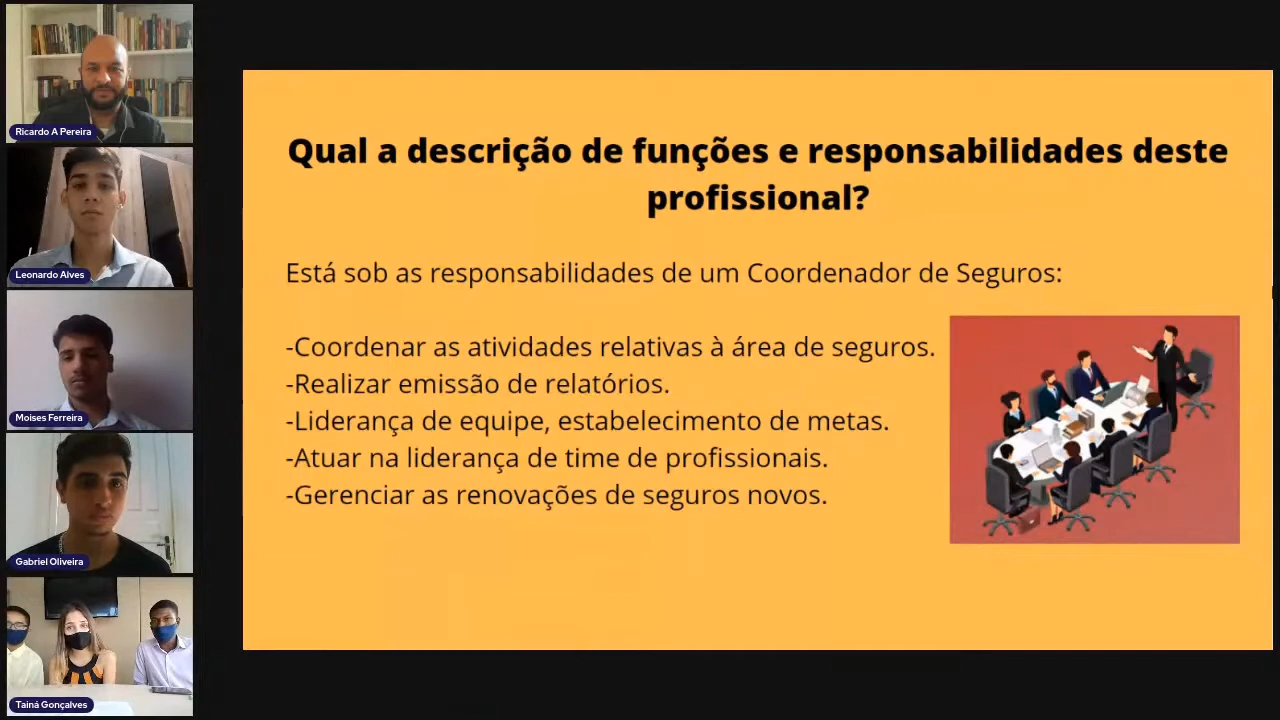 Ricardo A Pereira
Leonardo Alves
Moises Ferreira
Gabriel Oliveira
Tainá Gonçalves
Qual a descrição de funções e responsabilidades deste
profissional?
Está sob as responsabilidades de um Coordenador de Seguros:
-Coordenar as atividades relativas à área de seguros.
-Realizar emissão de relatórios.
-Liderança de equipe, estabelecimento de metas.
-Atuar na liderança de time de profissionais.
-Gerenciar as renovações de seguros novos.